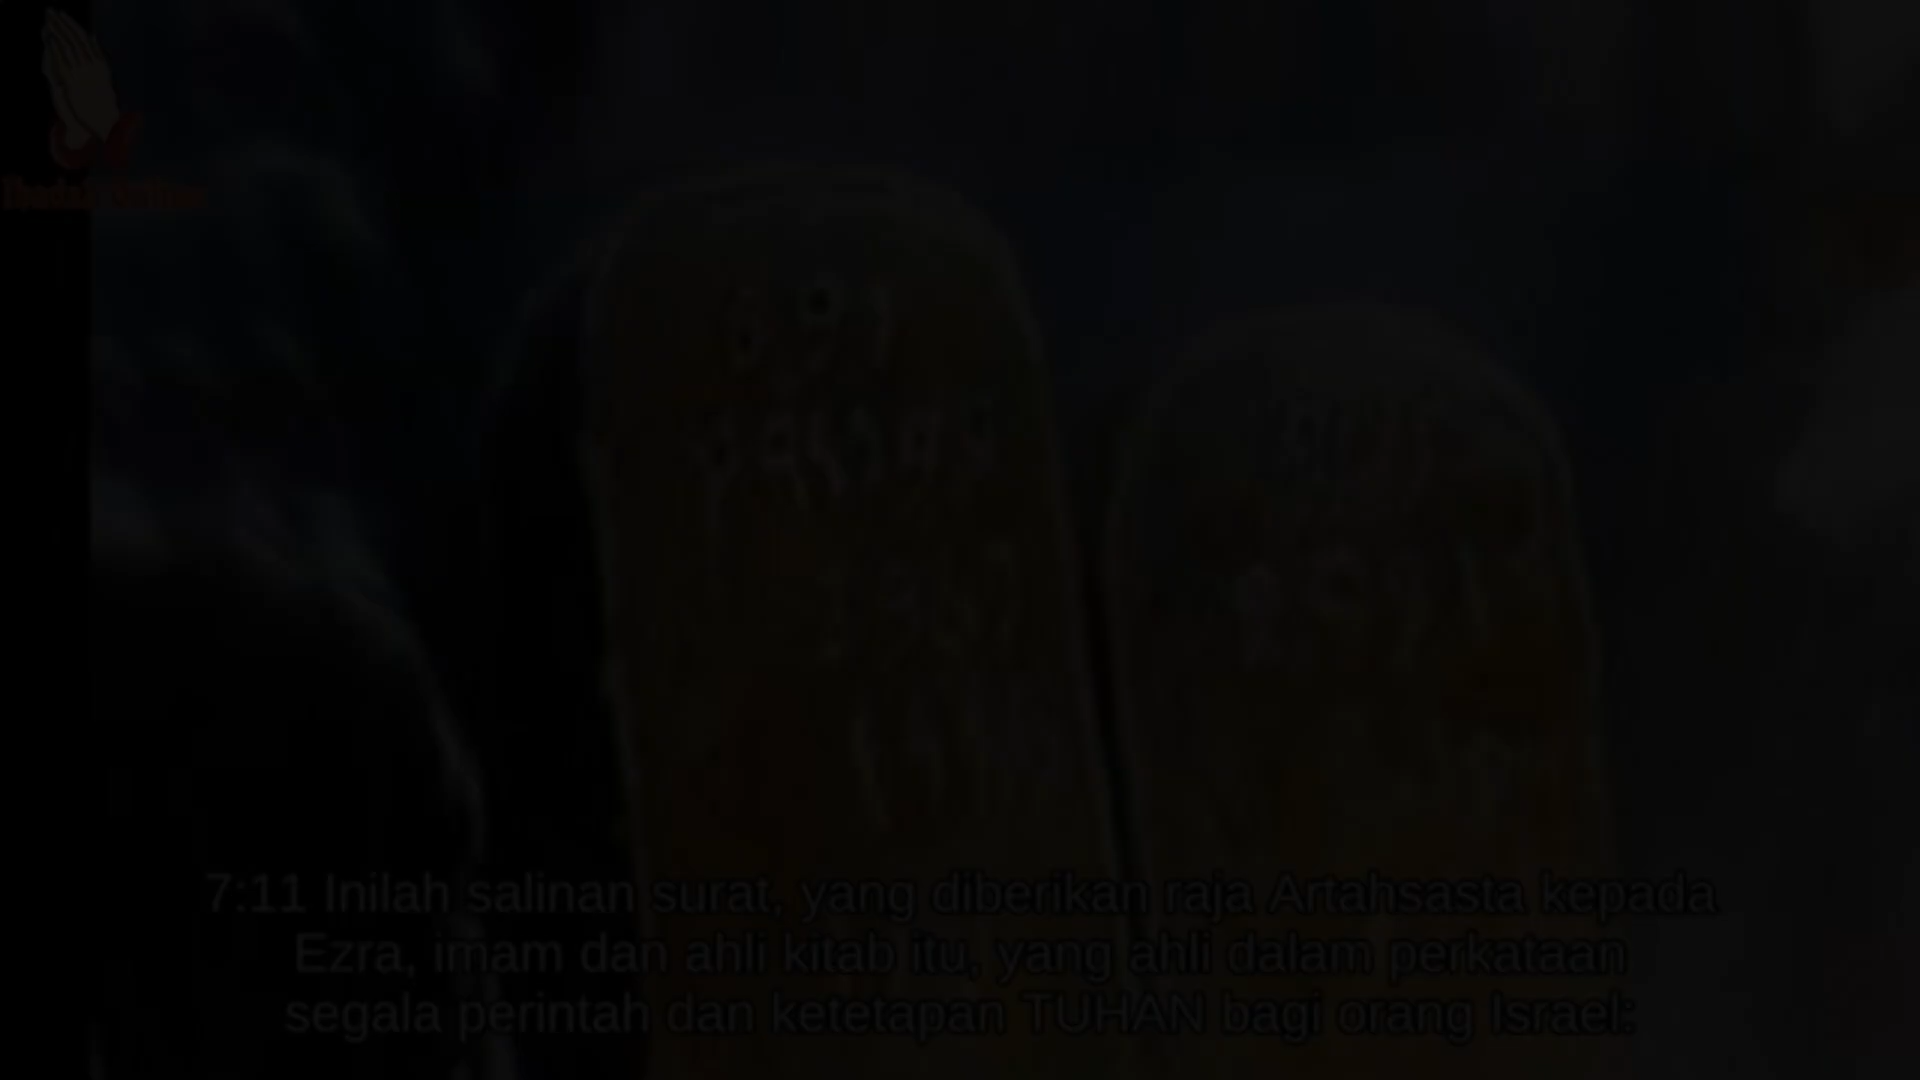 7:11 Inilah salinan surat, yang diberikan raja Artahsasta kepada
Ezra, imam dan ahli kitab itu, yang ahli dalam perkataan
segala perintah dan ketetapan TUHAN bagi orang Israel: